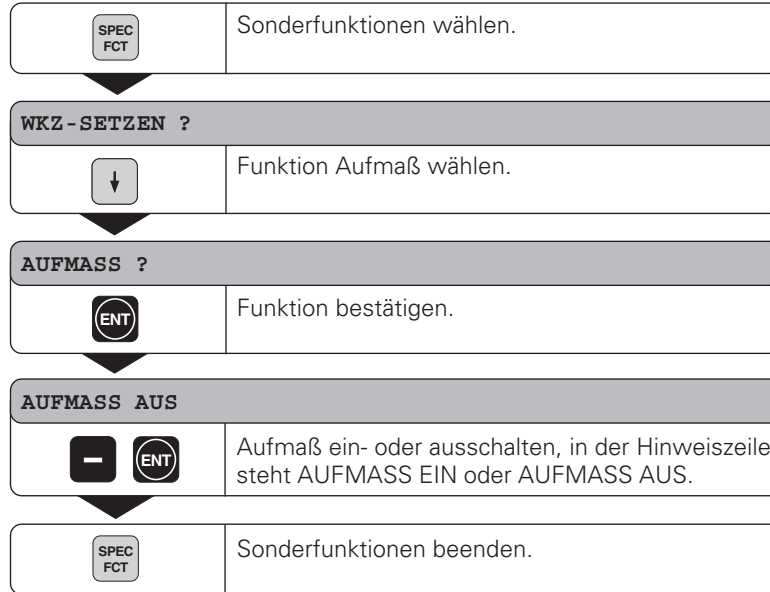 SPEC
FCT
Sonderfunktionen wählen.
WKZ-SETZEN ?
Funktion Aufmaß wählen.
AUFMASS ?
ENT
Funktion bestätigen.
AUFMASS AUS
– ENT
Aufmaß ein- oder ausschalten, in der Hinweiszeile
steht AUFMASS EIN oder AUFMASS AUS.
SPEC
FCT
Sonderfunktionen beenden.